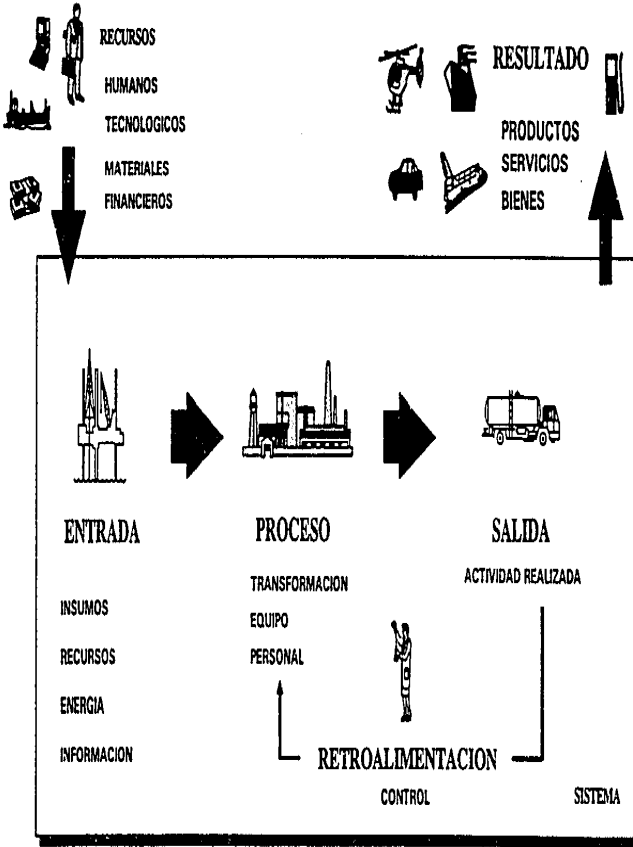 RECURSOS
HUMANOS
TECNOLOGICOS
MATERIALES
FINANCIEROS
RESULTADO
PRODUCTOS
SERVICIOS
BIENES
ENTRADA
INSUMOS
RECURSOS
ENERGIA
INFORMACION
PROCESO
TRANSFORMACION
EQUIPO
PERSONAL
SALIDA
ACTIVIDAD REALIZADA
RETROALIMENTACION
CONTROL
SISTEMA